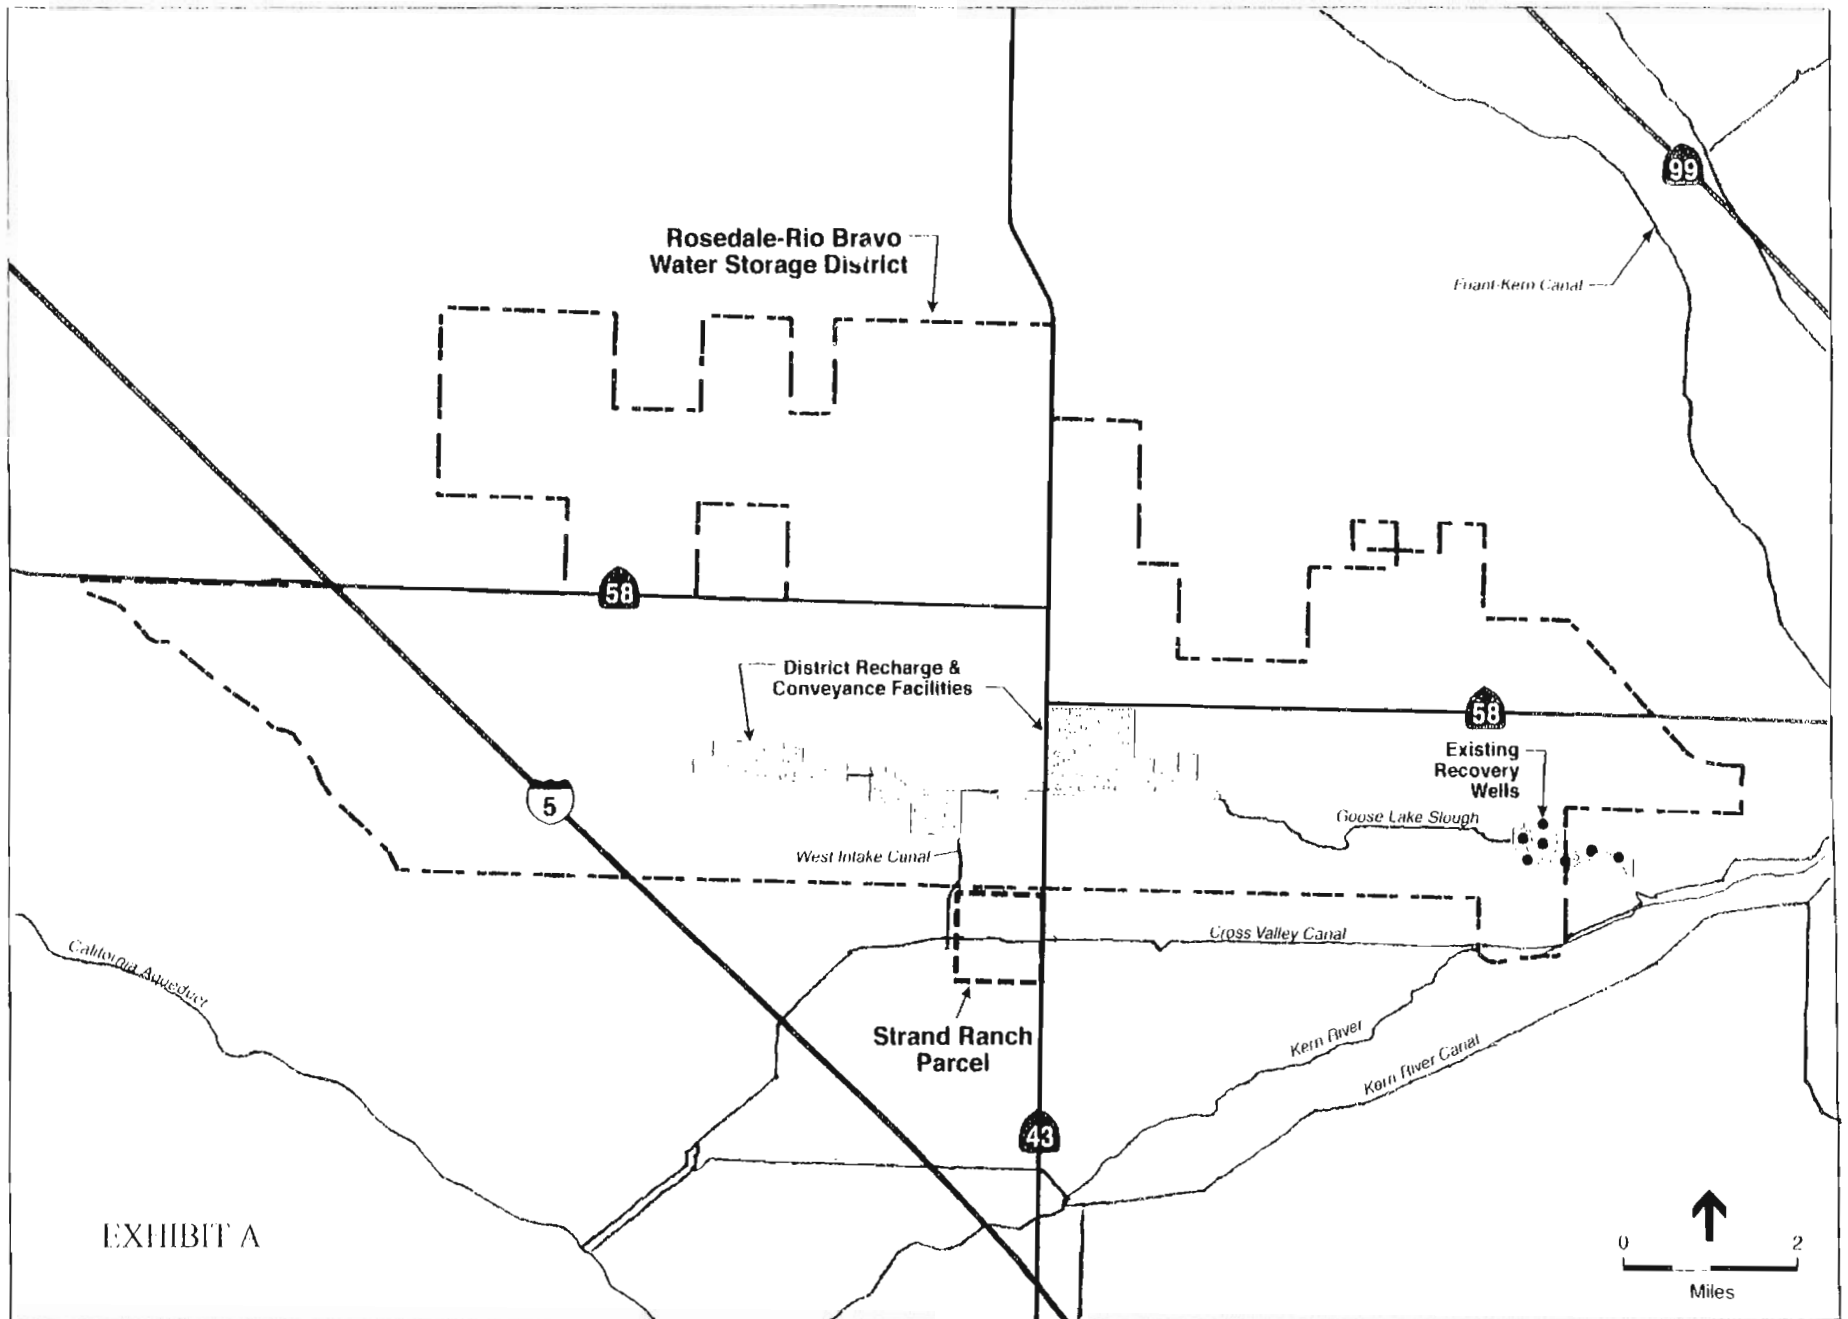 99
Rosedale-Rio Bravo
Water Storage District
Friant-Kern Canal
58
District Recharge &
Conveyance Facilities
58
Existing
Recovery
Wells
5
Goose Lake Slough
West Intake Canal
Cross Valley Canal
California Aqueduct
Strand Ranch
Parcel
Kern River
Kern River Canal
43
EXHIBIT A
0 2
Miles